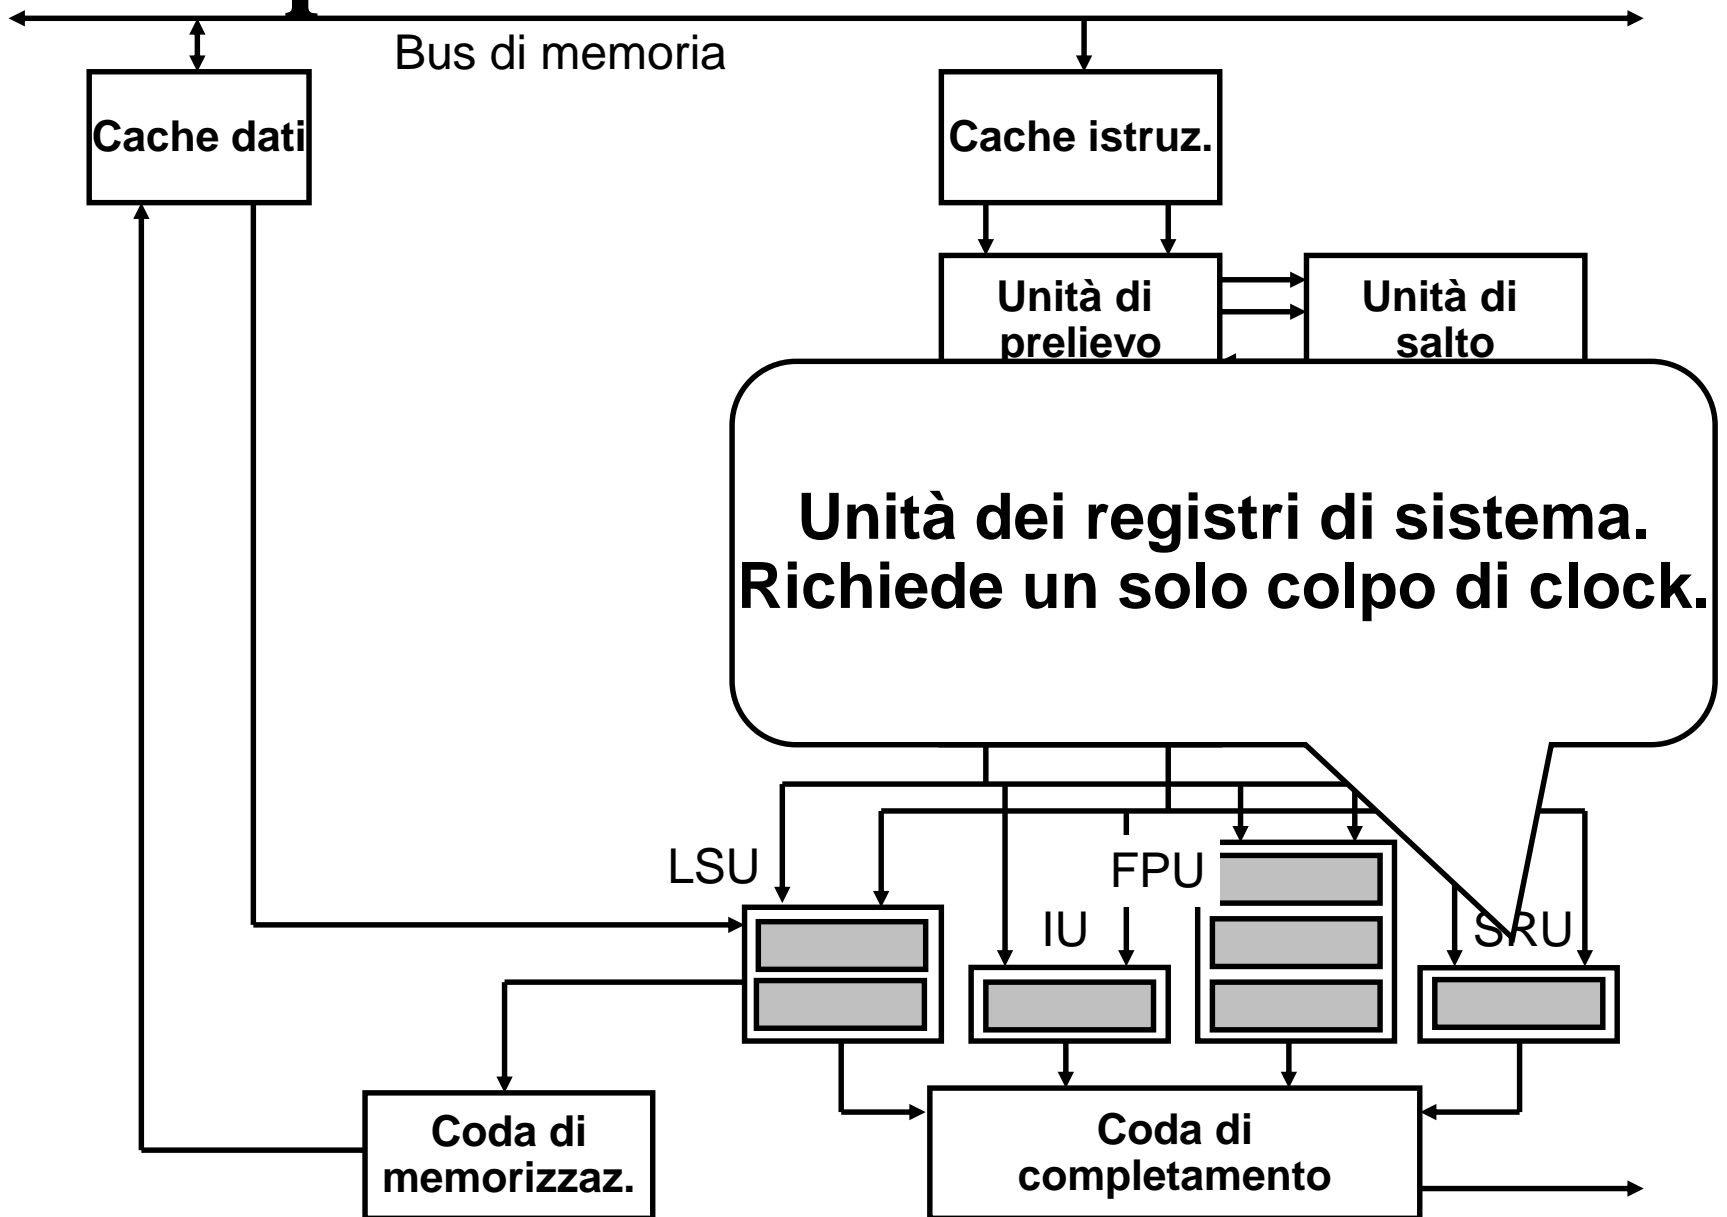 Bus di memoria
Cache dati
Cache istruz.
Unità di
prelievo
Unità di
salto
Unità dei registri di sistema.
Richiede un solo colpo di clock.
LSU
FPU
IU
SRU
Coda di
memorizzaz.
Coda di
completamento